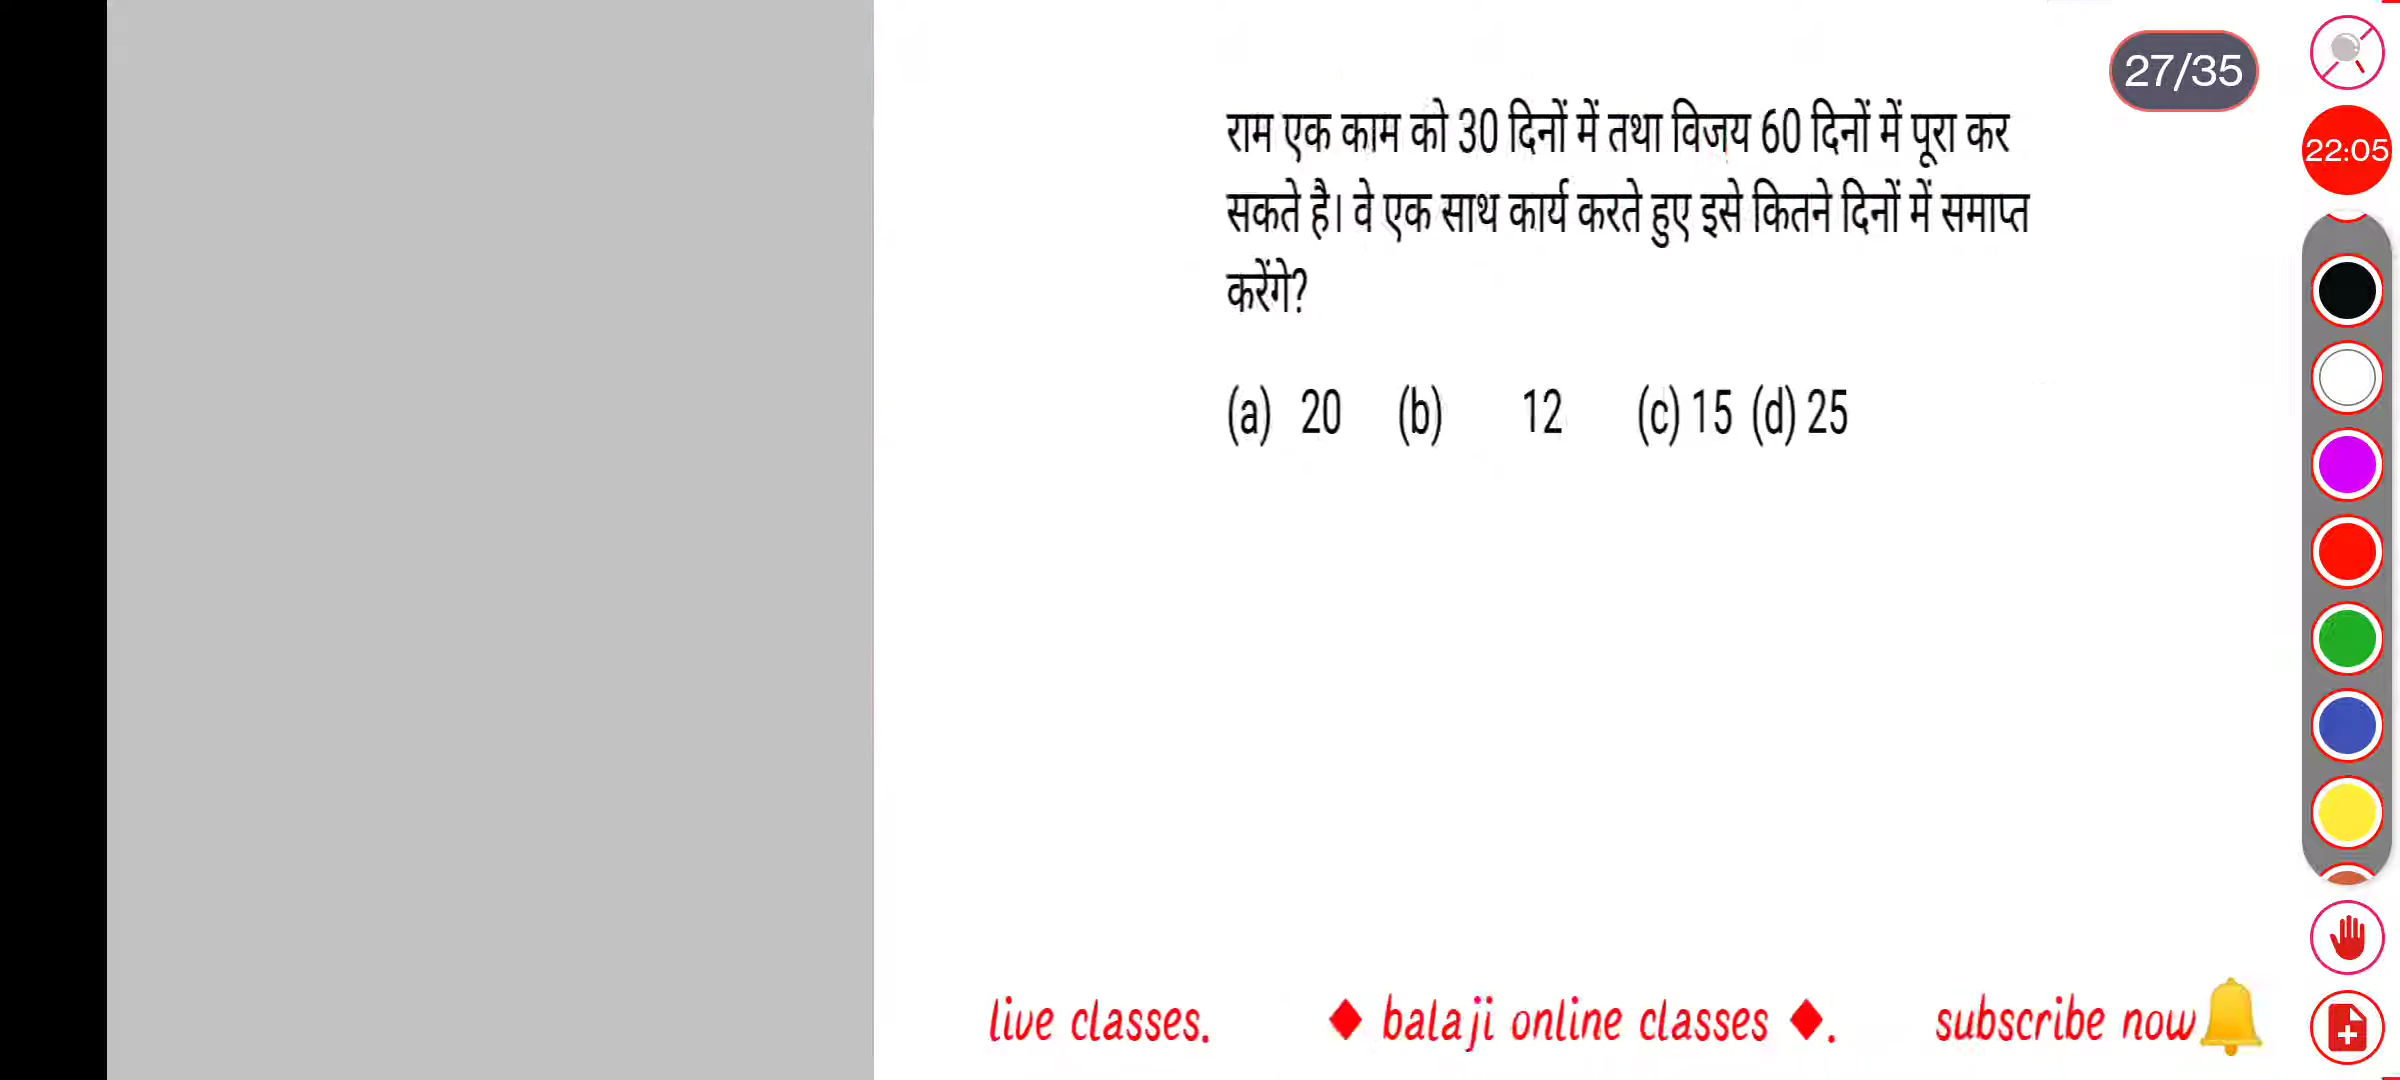 27/35
22:05
राम एक काम को 30 दिनों में तथा विजय 60 दिनों में पूरा कर
सकते है। वे एक साथ कार्य करते हुए इसे कितने दिनों में समाप्त
करेंगे?
(a) 20 (b) 12 (c) 15 (d) 25
live classes. ♦ balaji online classes ♦. subscribe now🔔